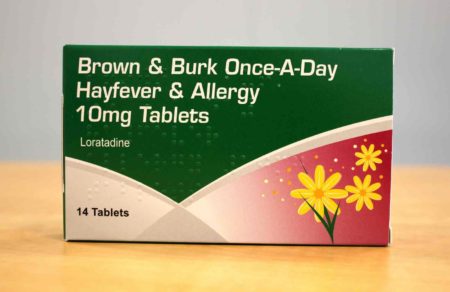 Brown & Burk Once-A-Day
Hayfever & Allergy
10mg Tablets
Loratadine
14 Tablets